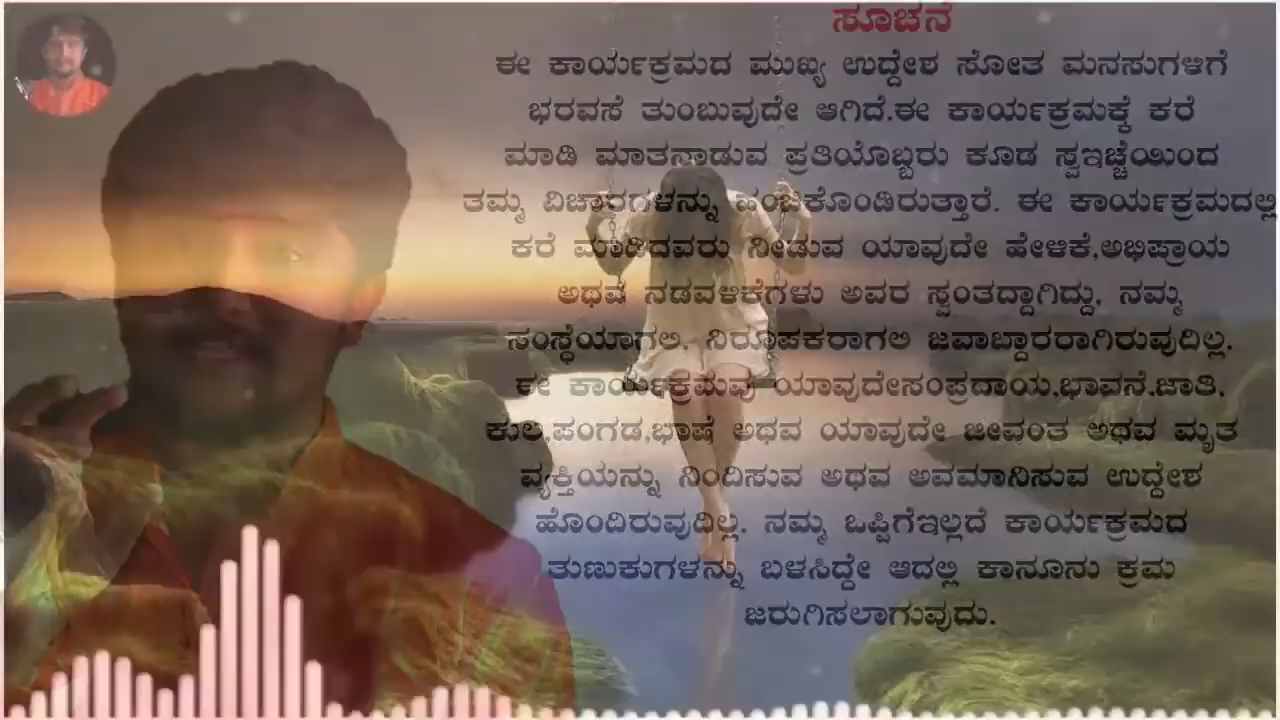 ಸೂಚನೆ
ಈ ಕಾರ್ಯಕ್ರಮದ ಮುಖ್ಯ ಉದ್ದೇಶ ಸೋತ ಮನಸುಗಳಿಗೆ
ಭರವಸೆ ತುಂಬುವುದೇ ಆಗಿದೆ.ಈ ಕಾರ್ಯಕ್ರಮಕ್ಕೆ ಕರೆ
ಮಾಡಿ ಮಾತನಾಡುವ ಪ್ರತಿಯೊಬ್ಬರು ಕೂಡ ಸ್ವಇಚ್ಚೆಯಿಂದ
ತಮ್ಮ ವಿಚಾರಗಳನ್ನು ಹಂಚಿಕೊಂಡಿರುತ್ತಾರೆ. ಈ ಕಾರ್ಯಕ್ರಮದಲ್ಲಿ
ಕರೆ ಮಾಡಿದವರು ನೀಡುವ ಯಾವುದೇ ಹೇಳಿಕೆ,ಅಭಿಪ್ರಾಯ
ಅಥವ ನಡವಳಿಕೆಗಳು ಅವರ ಸ್ವಂತದ್ದಾಗಿದ್ದು, ನಮ್ಮ
ಸಂಸ್ಥೆಯಾಗಲಿ, ನಿರೂಪಕರಾಗಲಿ ಜವಾಬ್ದಾರರಾಗಿರುವುದಿಲ್ಲ.
ಈ ಕಾರ್ಯಕ್ರಮವು ಯಾವುದೇಸಂಪ್ರದಾಯ,ಭಾವನೆ,ಜಾತಿ,
ಕುಲ,ಪಂಗಡ,ಭಾಷೆ ಅಥವ ಯಾವುದೇ ಜೀವಂತ ಅಥವ ಮೃತ
ವ್ಯಕ್ತಿಯನ್ನು ನಿಂದಿಸುವ ಅಥವ ಅವಮಾನಿಸುವ ಉದ್ದೇಶ
ಹೊಂದಿರುವುದಿಲ್ಲ. ನಮ್ಮ ಒಪ್ಪಿಗೆಇಲ್ಲದೆ ಕಾರ್ಯಕ್ರಮದ
ತುಣುಕುಗಳನ್ನು ಬಳಸಿದ್ದೇ ಆದಲ್ಲಿ ಕಾನೂನು ಕ್ರಮ
ಜರುಗಿಸಲಾಗುವುದು.